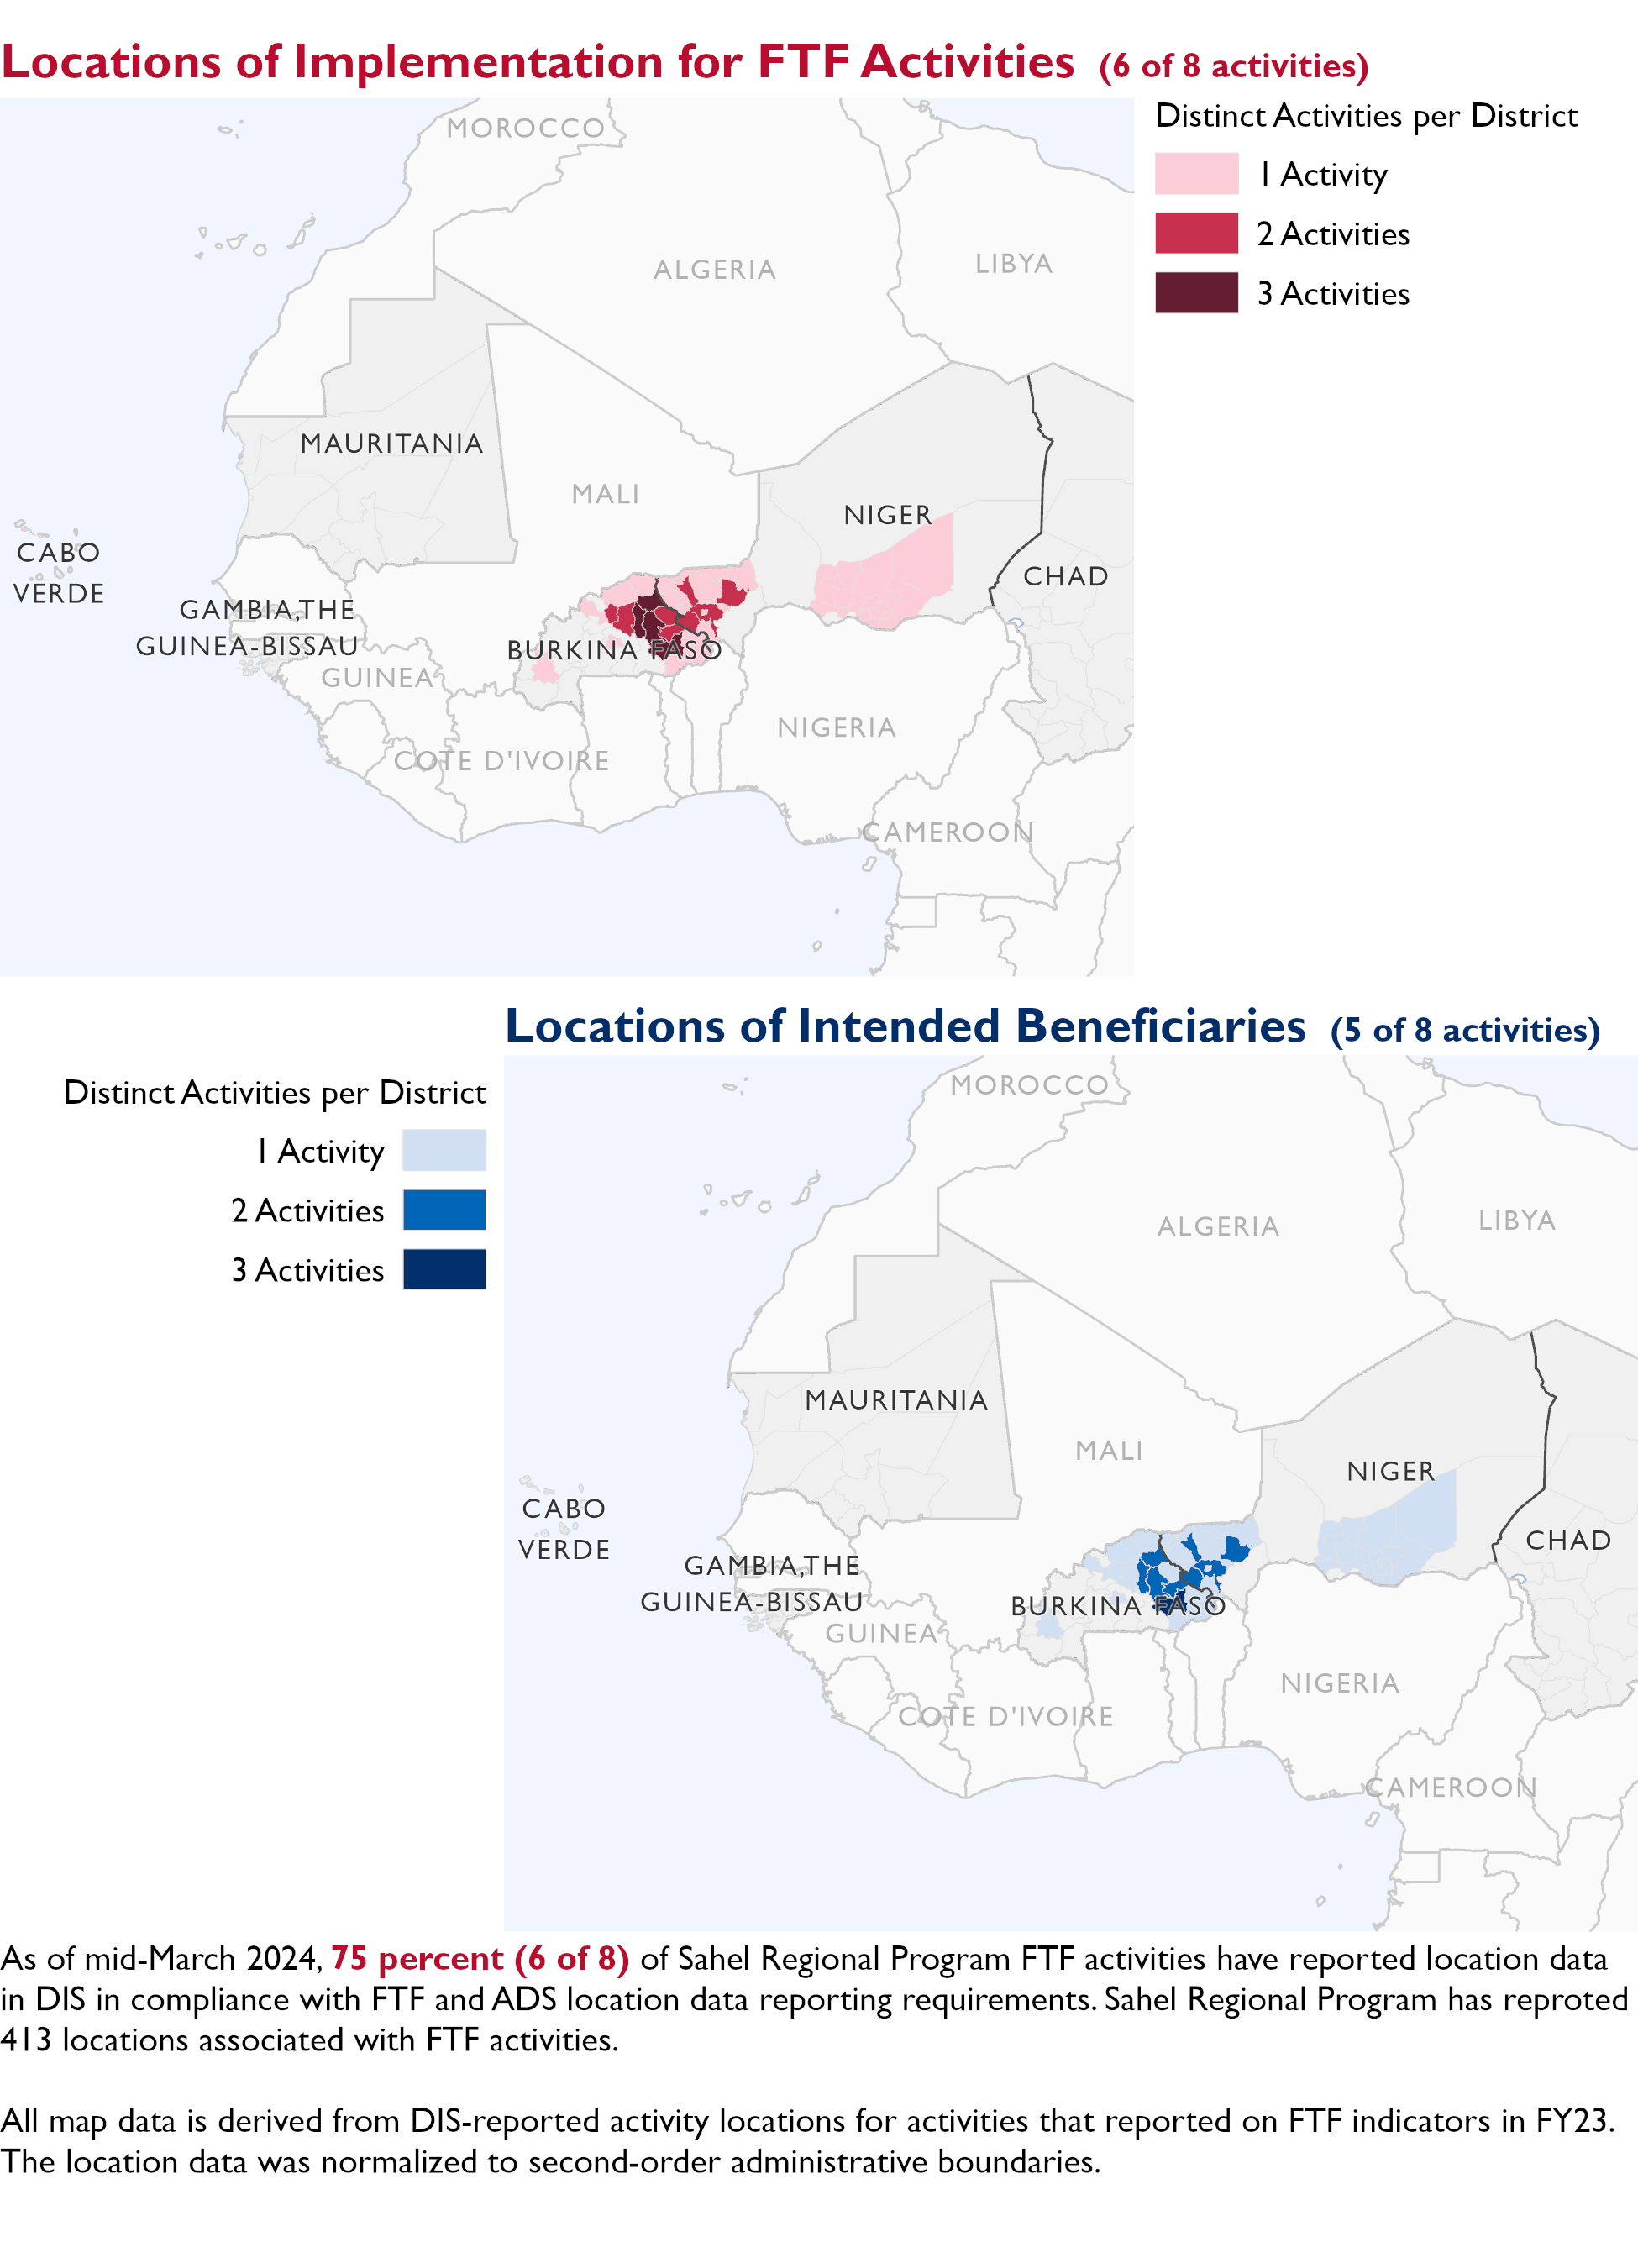 Locations of Implementation for FTF Activities (6 of 8 activities)
Distinct Activities per District
1 Activity
2 Activities
3 Activities
MOROCCO
ALGERIA
LIBYA
MAURITANIA
MALI
NIGER
CHAD
CABO
VERDE
GAMBIA,THE
GUINEA-BISSAU
GUINEA
BURKINA FASO
NIGERIA
COTE D'IVOIRE
CAMEROON
Locations of Intended Beneficiaries (5 of 8 activities)
Distinct Activities per District
1 Activity
2 Activities
3 Activities
MOROCCO
ALGERIA
LIBYA
MAURITANIA
MALI
NIGER
CHAD
CABO
VERDE
GAMBIA,THE
GUINEA-BISSAU
GUINEA
BURKINA FASO
NIGERIA
COTE D'IVOIRE
CAMEROON
As of mid-March 2024, 75 percent (6 of 8) of Sahel Regional Program FTF activities have reported location data
in DIS in compliance with FTF and ADS location data reporting requirements. Sahel Regional Program has reproted
413 locations associated with FTF activities.
All map data is derived from DIS-reported activity locations for activities that reported on FTF indicators in FY23.
The location data was normalized to second-order administrative boundaries.